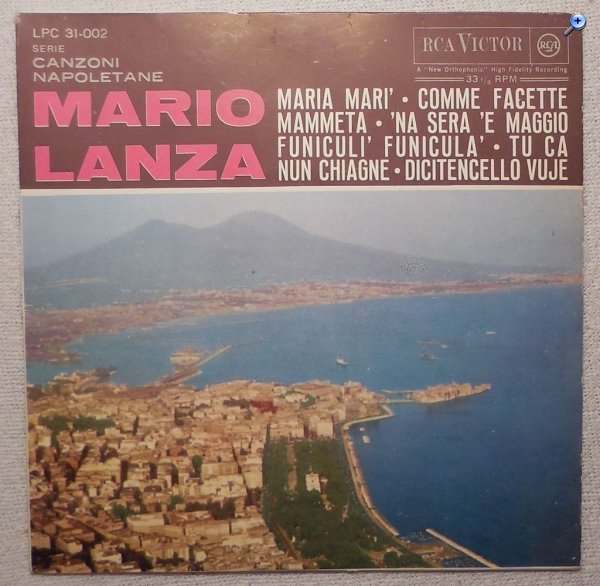 LPC 31-002
SERIE
CANZONI
NAPOLETANE
MARIO
LANZA
RCA VICTOR
RCA
A "New Orthophonic" High Fidelity Recording
33 1/3 RPM
MARIA MARI' • COMME FACETTE
MAMMETA • 'NA SERA 'E MAGGIO
FUNICULI' FUNICULA' • TU CA
NUN CHIAGNE • DICITENCELLO VUJE